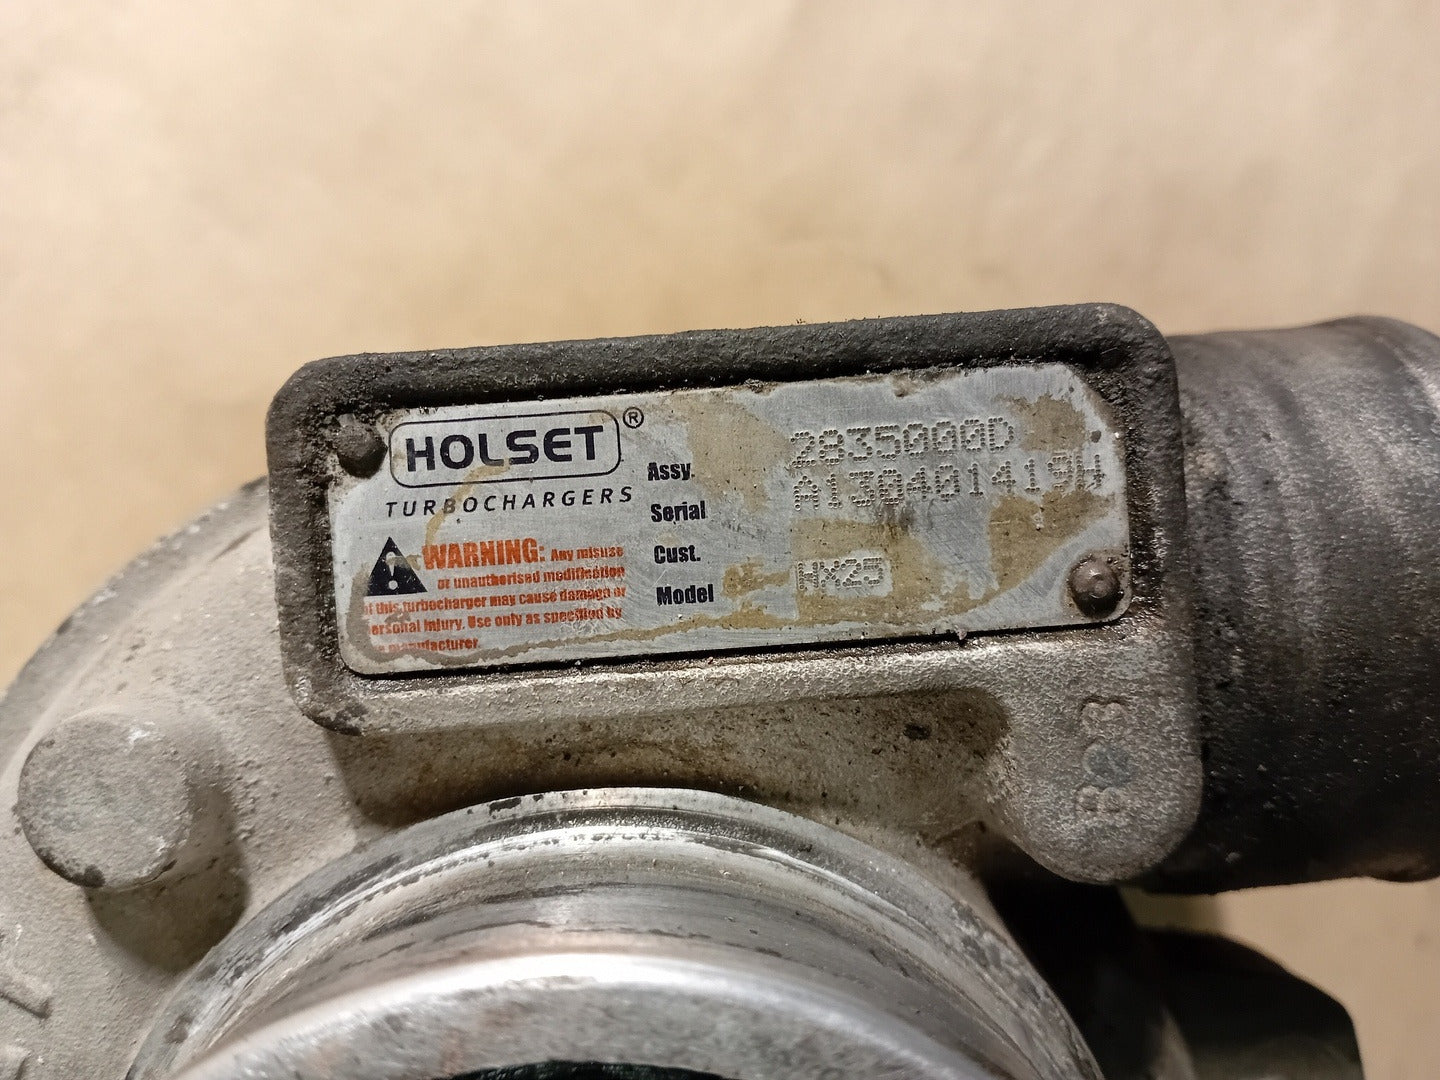 HOLSET ®
TURBOCHARGERS
WARNING: Any misuse
or unauthorised modification
of this turbocharger may cause damage or
personal injury. Use only as specified by
manufacturer.
Assy. 2835000D
Serial A130401419H
Cust.
Model HX25